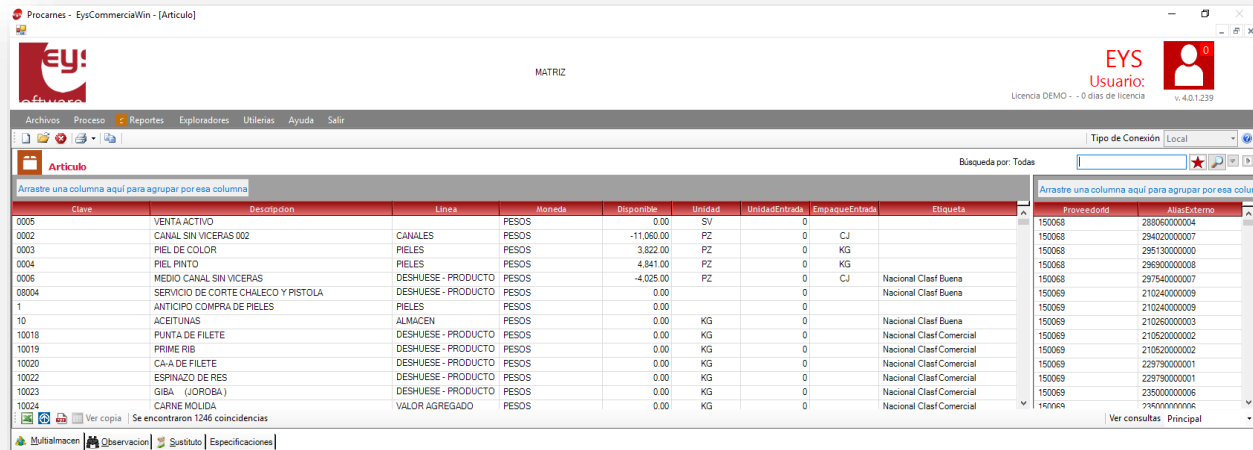 Procarnes - EysCommerciaWin - [Articulo]
eys
software
MATRIZ
EYS
Usuario:
0
Licencia DEMO - - 0 dias de licencia
v. 4.0.1.239
Archivos Proceso Reportes Exploradores Utilerias Ayuda Salir
Tipo de Conexión Local
Articulo
Búsqueda por: Todas
Arrastre una columna aquí para agrupar por esa columna
Arrastre una columna aquí para agrupar por esa colu
Clave Descripcion Linea Moneda Disponible Unidad UnidadEntrada EmpaqueEntrada Etiqueta ProveedorId AliasExterno
0005 VENTA ACTIVO PESOS 0.00 SV 0 150068 288060000004
0002 CANAL SIN VICERAS 002 CANALES PESOS -11,060.00 PZ 0 CJ 150068 294020000007
0003 PIEL DE COLOR PIELES PESOS 3,822.00 PZ 0 KG 150068 295130000000
0004 PIEL PINTO PIELES PESOS 4,841.00 PZ 0 KG 150068 296900000008
0006 MEDIO CANAL SIN VICERAS DESHUESE - PRODUCTO PESOS -4,025.00 PZ 0 CJ Nacional Clasf Buena 150068 297540000007
08004 SERVICIO DE CORTE CHALECO Y PISTOLA DESHUESE - PRODUCTO PESOS 0.00 0 Nacional Clasf Buena 150069 210240000009
1 ANTICIPO COMPRA DE PIELES PIELES PESOS 0.00 0 150069 210240000009
10 ACEITUNAS ALMACEN PESOS 0.00 KG 0 Nacional Clasf Buena 150069 210260000003
10018 PUNTA DE FILETE DESHUESE - PRODUCTO PESOS 0.00 KG 0 Nacional Clasf Comercial 150069 210520000002
10019 PRIME RIB DESHUESE - PRODUCTO PESOS 0.00 KG 0 Nacional Clasf Comercial 150069 210520000002
10020 CA-A DE FILETE DESHUESE - PRODUCTO PESOS 0.00 KG 0 Nacional Clasf Comercial 150069 229790000001
10022 ESPINAZO DE RES DESHUESE - PRODUCTO PESOS 0.00 KG 0 Nacional Clasf Comercial 150069 229790000001
10023 GIBA (JOROBA) DESHUESE - PRODUCTO PESOS 0.00 KG 0 Nacional Clasf Comercial 150069 235000000006
10024 CARNE MOLIDA VALOR AGREGADO PESOS 0.00 KG 0 Nacional Clasf Comercial 150069 235000000006
Ver copia Se encontraron 1246 coincidencias
Ver consultas Principal
Multialmacen Observacion Sustituto Especificaciones